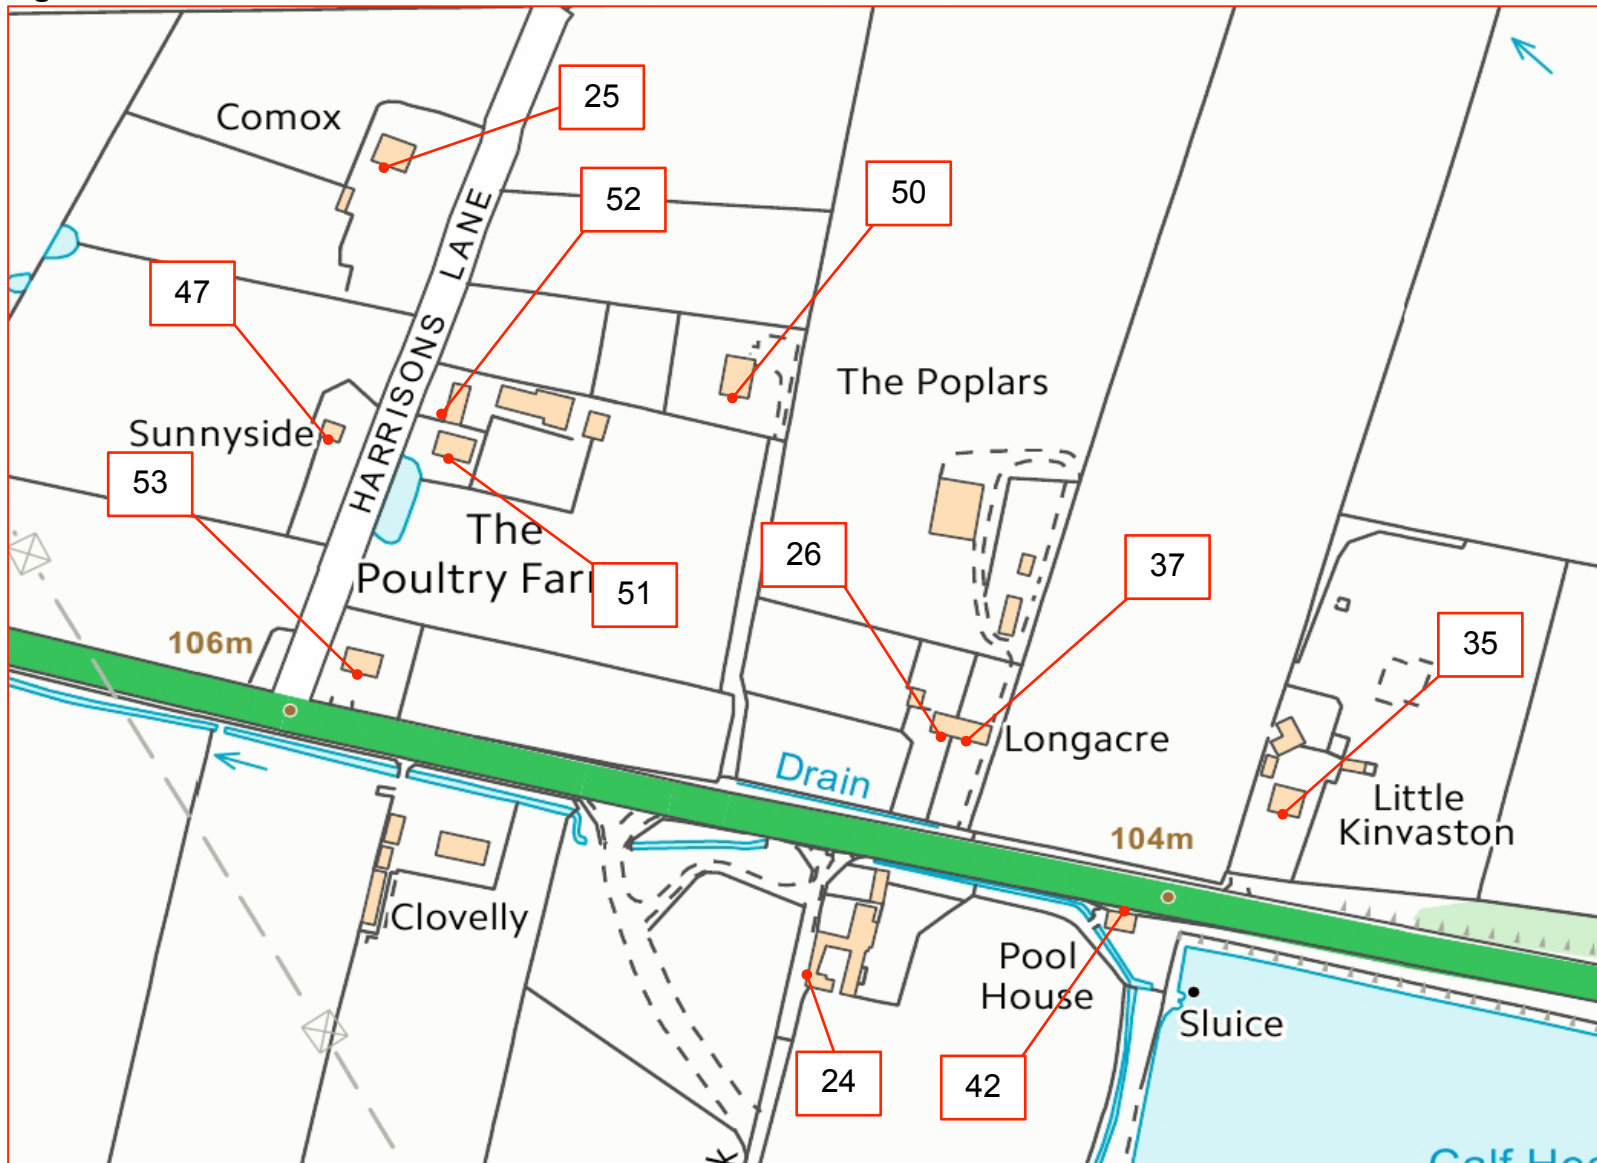 Comox
25
52
50
HARRISONS LANE
47
The Poplars
Sunnyside
53
The
Poultry Far
51
26
37
106m
35
Longacre
Drain
Little
Kinvaston
104m
Clovelly
Pool
House
Sluice
24
42
k